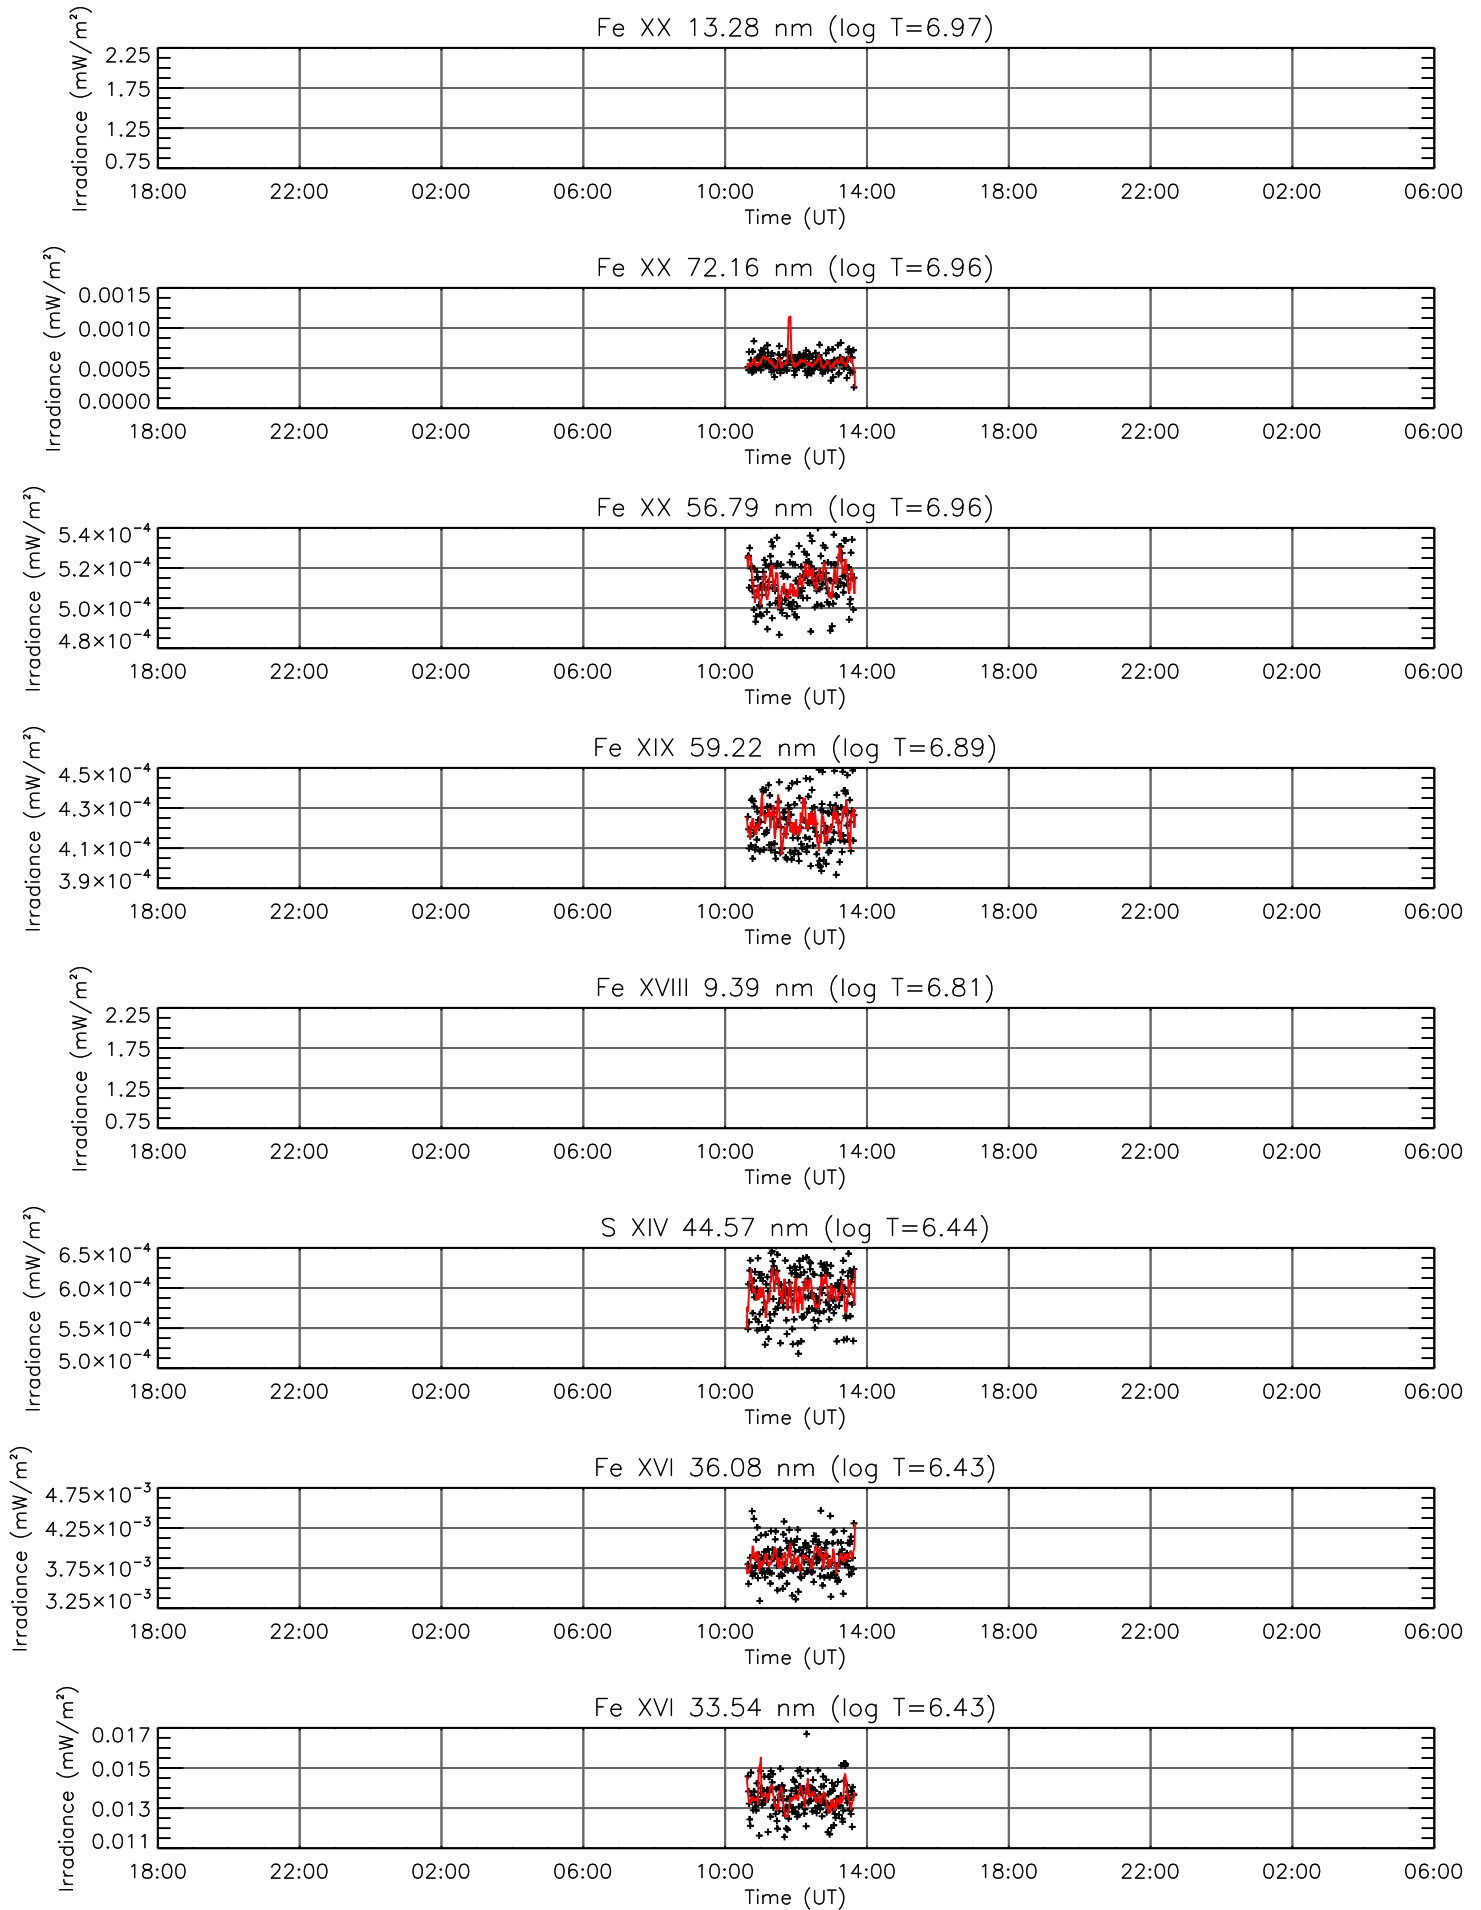 Fe XX 13.28 nm (log T=6.97)
Irradiance (mW/m²)
2.25
1.75
1.25
0.75
18:00 22:00 02:00 06:00 10:00 14:00 18:00 22:00 02:00 06:00
Time (UT)
Fe XX 72.16 nm (log T=6.96)
Irradiance (mW/m²)
0.0015
0.0010
0.0005
0.0000
18:00 22:00 02:00 06:00 10:00 14:00 18:00 22:00 02:00 06:00
Time (UT)
Fe XX 56.79 nm (log T=6.96)
Irradiance (mW/m²)
5.4×10⁻⁴
5.2×10⁻⁴
5.0×10⁻⁴
4.8×10⁻⁴
18:00 22:00 02:00 06:00 10:00 14:00 18:00 22:00 02:00 06:00
Time (UT)
Fe XIX 59.22 nm (log T=6.89)
Irradiance (mW/m²)
4.5×10⁻⁴
4.3×10⁻⁴
4.1×10⁻⁴
3.9×10⁻⁴
18:00 22:00 02:00 06:00 10:00 14:00 18:00 22:00 02:00 06:00
Time (UT)
Fe XVIII 9.39 nm (log T=6.81)
Irradiance (mW/m²)
2.25
1.75
1.25
0.75
18:00 22:00 02:00 06:00 10:00 14:00 18:00 22:00 02:00 06:00
Time (UT)
S XIV 44.57 nm (log T=6.44)
Irradiance (mW/m²)
6.5×10⁻⁴
6.0×10⁻⁴
5.5×10⁻⁴
5.0×10⁻⁴
18:00 22:00 02:00 06:00 10:00 14:00 18:00 22:00 02:00 06:00
Time (UT)
Fe XVI 36.08 nm (log T=6.43)
Irradiance (mW/m²)
4.75×10⁻³
4.25×10⁻³
3.75×10⁻³
3.25×10⁻³
18:00 22:00 02:00 06:00 10:00 14:00 18:00 22:00 02:00 06:00
Time (UT)
Fe XVI 33.54 nm (log T=6.43)
Irradiance (mW/m²)
0.017
0.015
0.013
0.011
18:00 22:00 02:00 06:00 10:00 14:00 18:00 22:00 02:00 06:00
Time (UT)